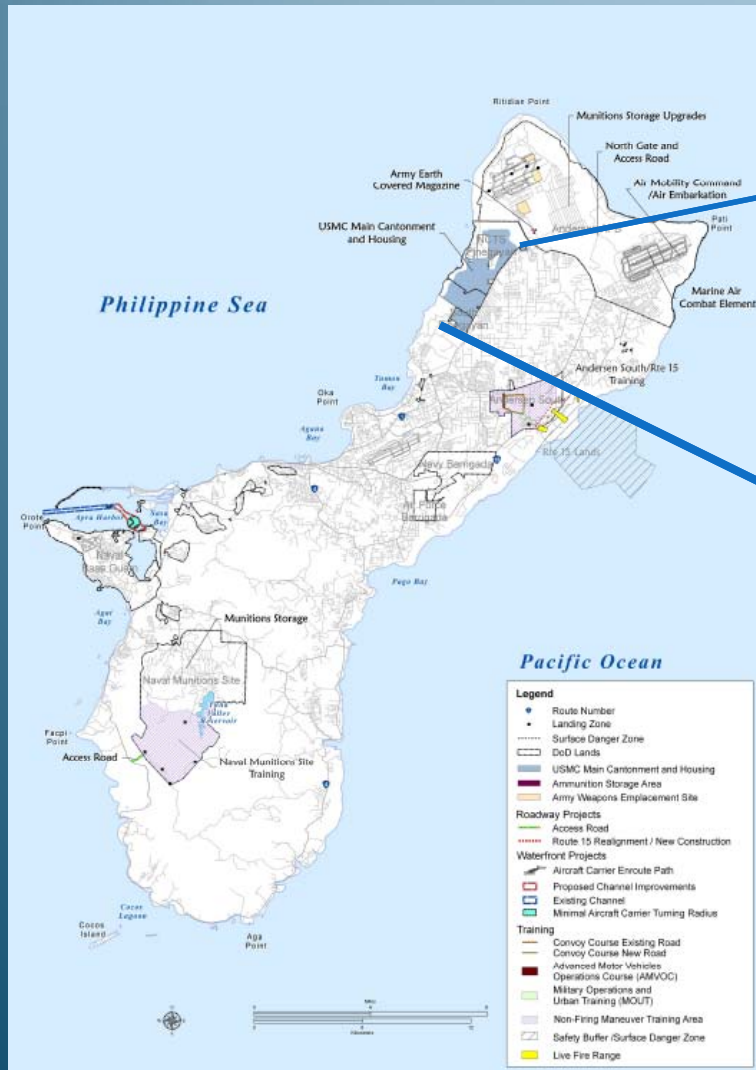 Ritidian Point
Munitions Storage Upgrades
North Gate and
Access Road
Army Earth
Covered Magazine
Air Mobility Command
/Air Embarkation
Pati
Point
USMC Main Cantonment
and Housing
NCTS
Marine Air
Combat Element
Philippine Sea
Andersen South/Rte 15
Training
Tumon
Bay
Oka
Point
Andersen South
Agana
Bay
Rte 15 Lands
Navy Barrigada
Air Force
Barrigada
Orote
Point
Apra Harbor
Sasa
Bay
Naval
Base Guam
Pago Bay
Agat
Bay
Munitions Storage
Pacific Ocean
Naval Munitions Site
Valley
Reservoir
Facpi
Point
Access Road
Naval Munitions Site
Training
Cocos
Lagoon
Cocos
Island
Aga
Point
Legend
Route Number
Landing Zone
Surface Danger Zone
DoD Lands
USMC Main Cantonment and Housing
Ammunition Storage Area
Army Weapons Emplacement Site
Roadway Projects
Access Road
Route 15 Realignment / New Construction
Waterfront Projects
Aircraft Carrier Enroute Path
Proposed Channel Improvements
Existing Channel
Minimal Aircraft Carrier Turning Radius
Training
Convoy Course Existing Road
Convoy Course New Road
Advanced Motor Vehicles
Operations Course (AMVOC)
Military Operations and
Urban Training (MOUT)
Non-Firing Maneuver Training Area
Safety Buffer /Surface Danger Zone
Live Fire Range